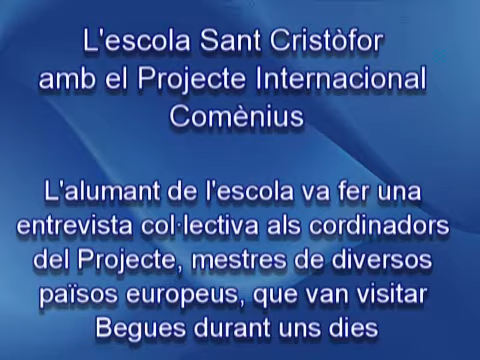 L'escola Sant Cristòfor
amb el Projecte Internacional
Comènius
L'alumant de l'escola va fer una
entrevista col·lectiva als cordinadors
del Projecte, mestres de diversos
països europeus, que van visitar
Begues durant uns dies